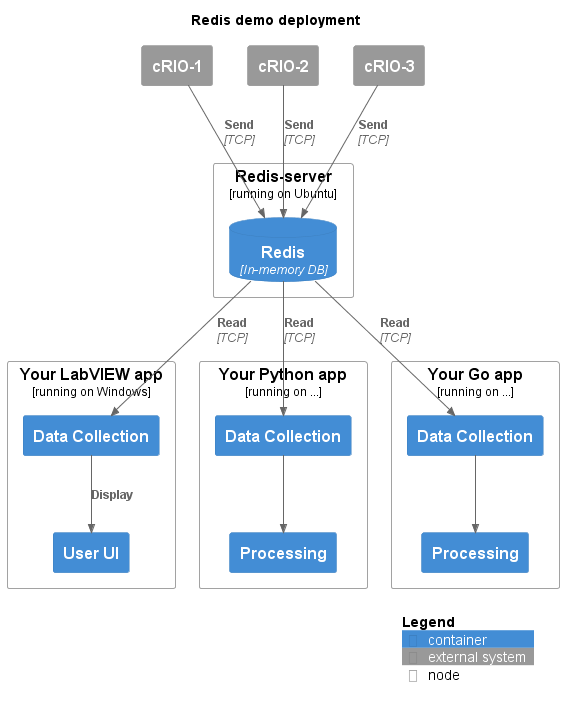 Redis demo deployment
cRIO-1
cRIO-2
cRIO-3
Send
[TCP]
Send
[TCP]
Send
[TCP]
Redis-server
[running on Ubuntu]
Redis
[In-memory DB]
Read
[TCP]
Read
[TCP]
Read
[TCP]
Your LabVIEW app
[running on Windows]
Data Collection
Display
User UI
Your Python app
[running on ...]
Data Collection
Processing
Your Go app
[running on ...]
Data Collection
Processing
Legend
container
external system
node